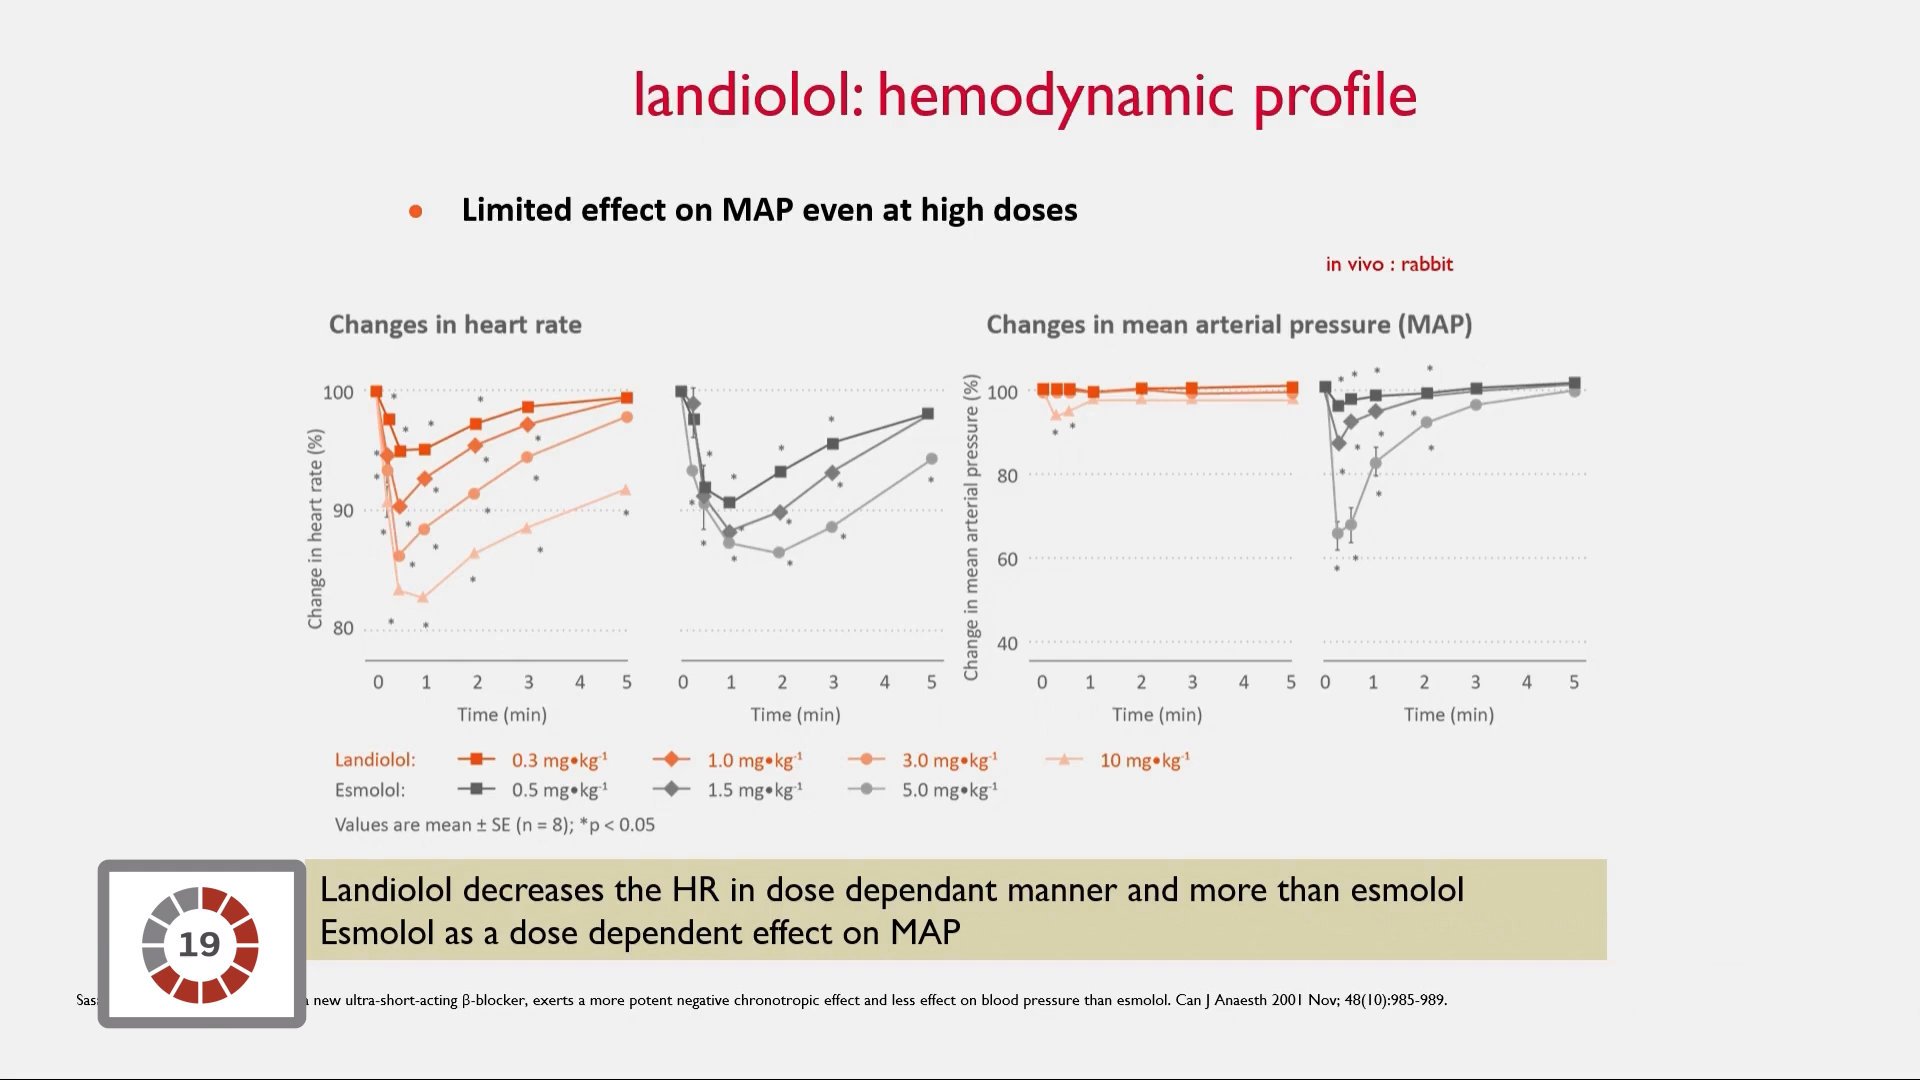 landiolol: hemodynamic profile
• Limited effect on MAP even at high doses
in vivo : rabbit
Changes in heart rate
Changes in mean arterial pressure (MAP)
Change in heart rate (%)
100
90
80
0 1 2 3 4 5
Time (min)
0 1 2 3 4 5
Time (min)
Change in mean arterial pressure (%)
100
80
60
40
0 1 2 3 4 5
Time (min)
0 1 2 3 4 5
Time (min)
Landiolol: 0.3 mg•kg⁻¹ 1.0 mg•kg⁻¹ 3.0 mg•kg⁻¹ 10 mg•kg⁻¹
Esmolol: 0.5 mg•kg⁻¹ 1.5 mg•kg⁻¹ 5.0 mg•kg⁻¹
Values are mean ± SE (n = 8); *p < 0.05
Landiolol decreases the HR in dose dependant manner and more than esmolol
Esmolol as a dose dependent effect on MAP
19
new ultra-short-acting β-blocker, exerts a more potent negative chronotropic effect and less effect on blood pressure than esmolol. Can J Anaesth 2001 Nov; 48(10):985-989.